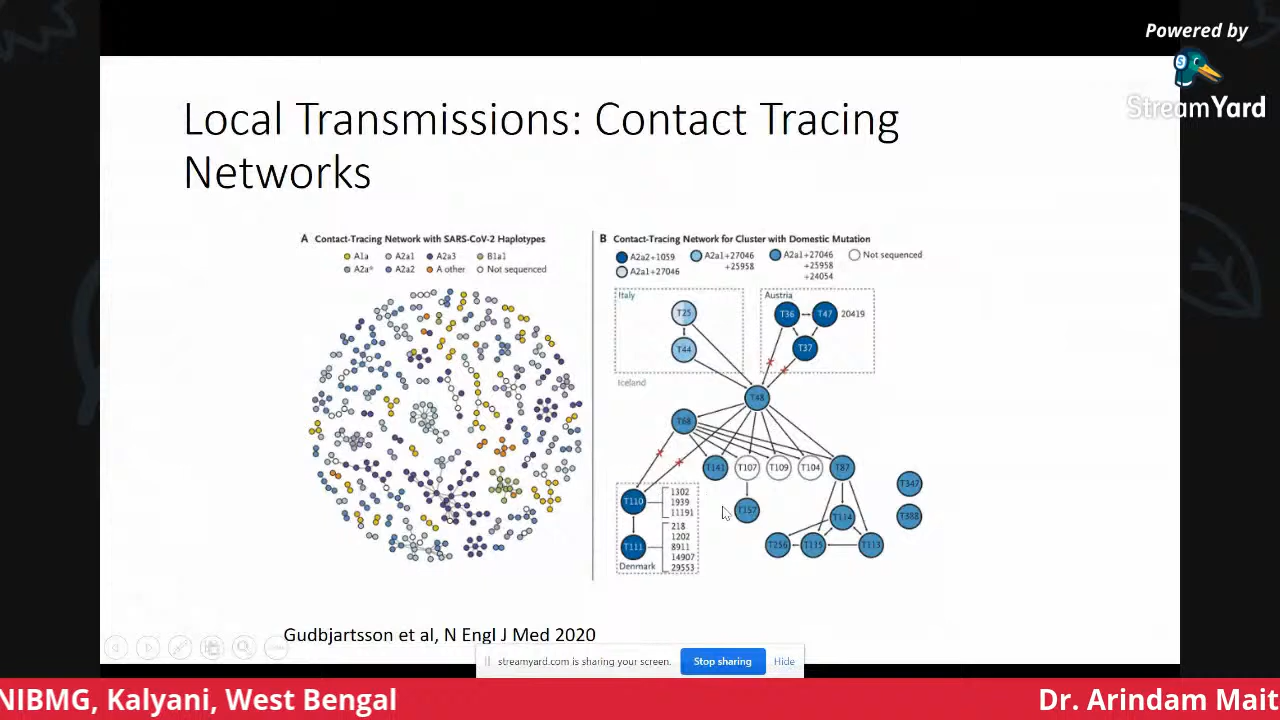 Powered by
StreamYard
Local Transmissions: Contact Tracing
Networks
A Contact-Tracing Network with SARS-CoV-2 Haplotypes
A1a A2a1 A2a3 B1a1
A2a* A2a2 A other Not sequenced
B Contact-Tracing Network for Cluster with Domestic Mutation
A2a2+1059
A2a1+27046
A2a1+27046
+25958
A2a1+27046
+25958
+24054
Not sequenced
Italy
T25
T44
Austria
T36
T47
20419
T37
Iceland
T48
T68
T141
T107
T109
T104
T87
T347
T110
1302
1939
11191
T157
T114
T388
T111
218
1202
8911
14907
29553
T256
T115
T113
Denmark
Gudbjartsson et al, N Engl J Med 2020
streamyard.com is sharing your screen.
Stop sharing
Hide
NIBMG, Kalyani, West Bengal
Dr. Arindam Mait